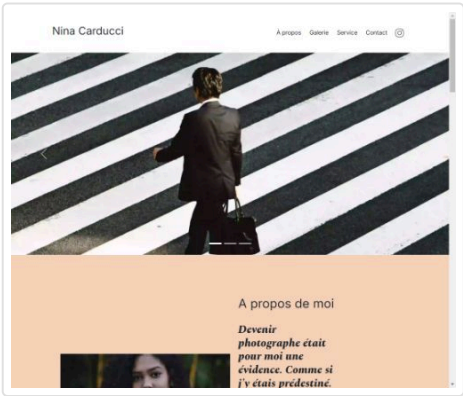 Nina Carducci
À propos Galerie Service Contact
A propos de moi
Devenir
photographe était
pour moi une
évidence. Comme si
j'y étais prédestiné.